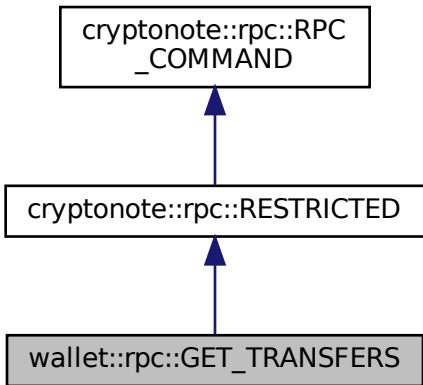 cryptonote::rpc::RPC
_COMMAND
cryptonote::rpc::RESTRICTED
wallet::rpc::GET_TRANSFERS